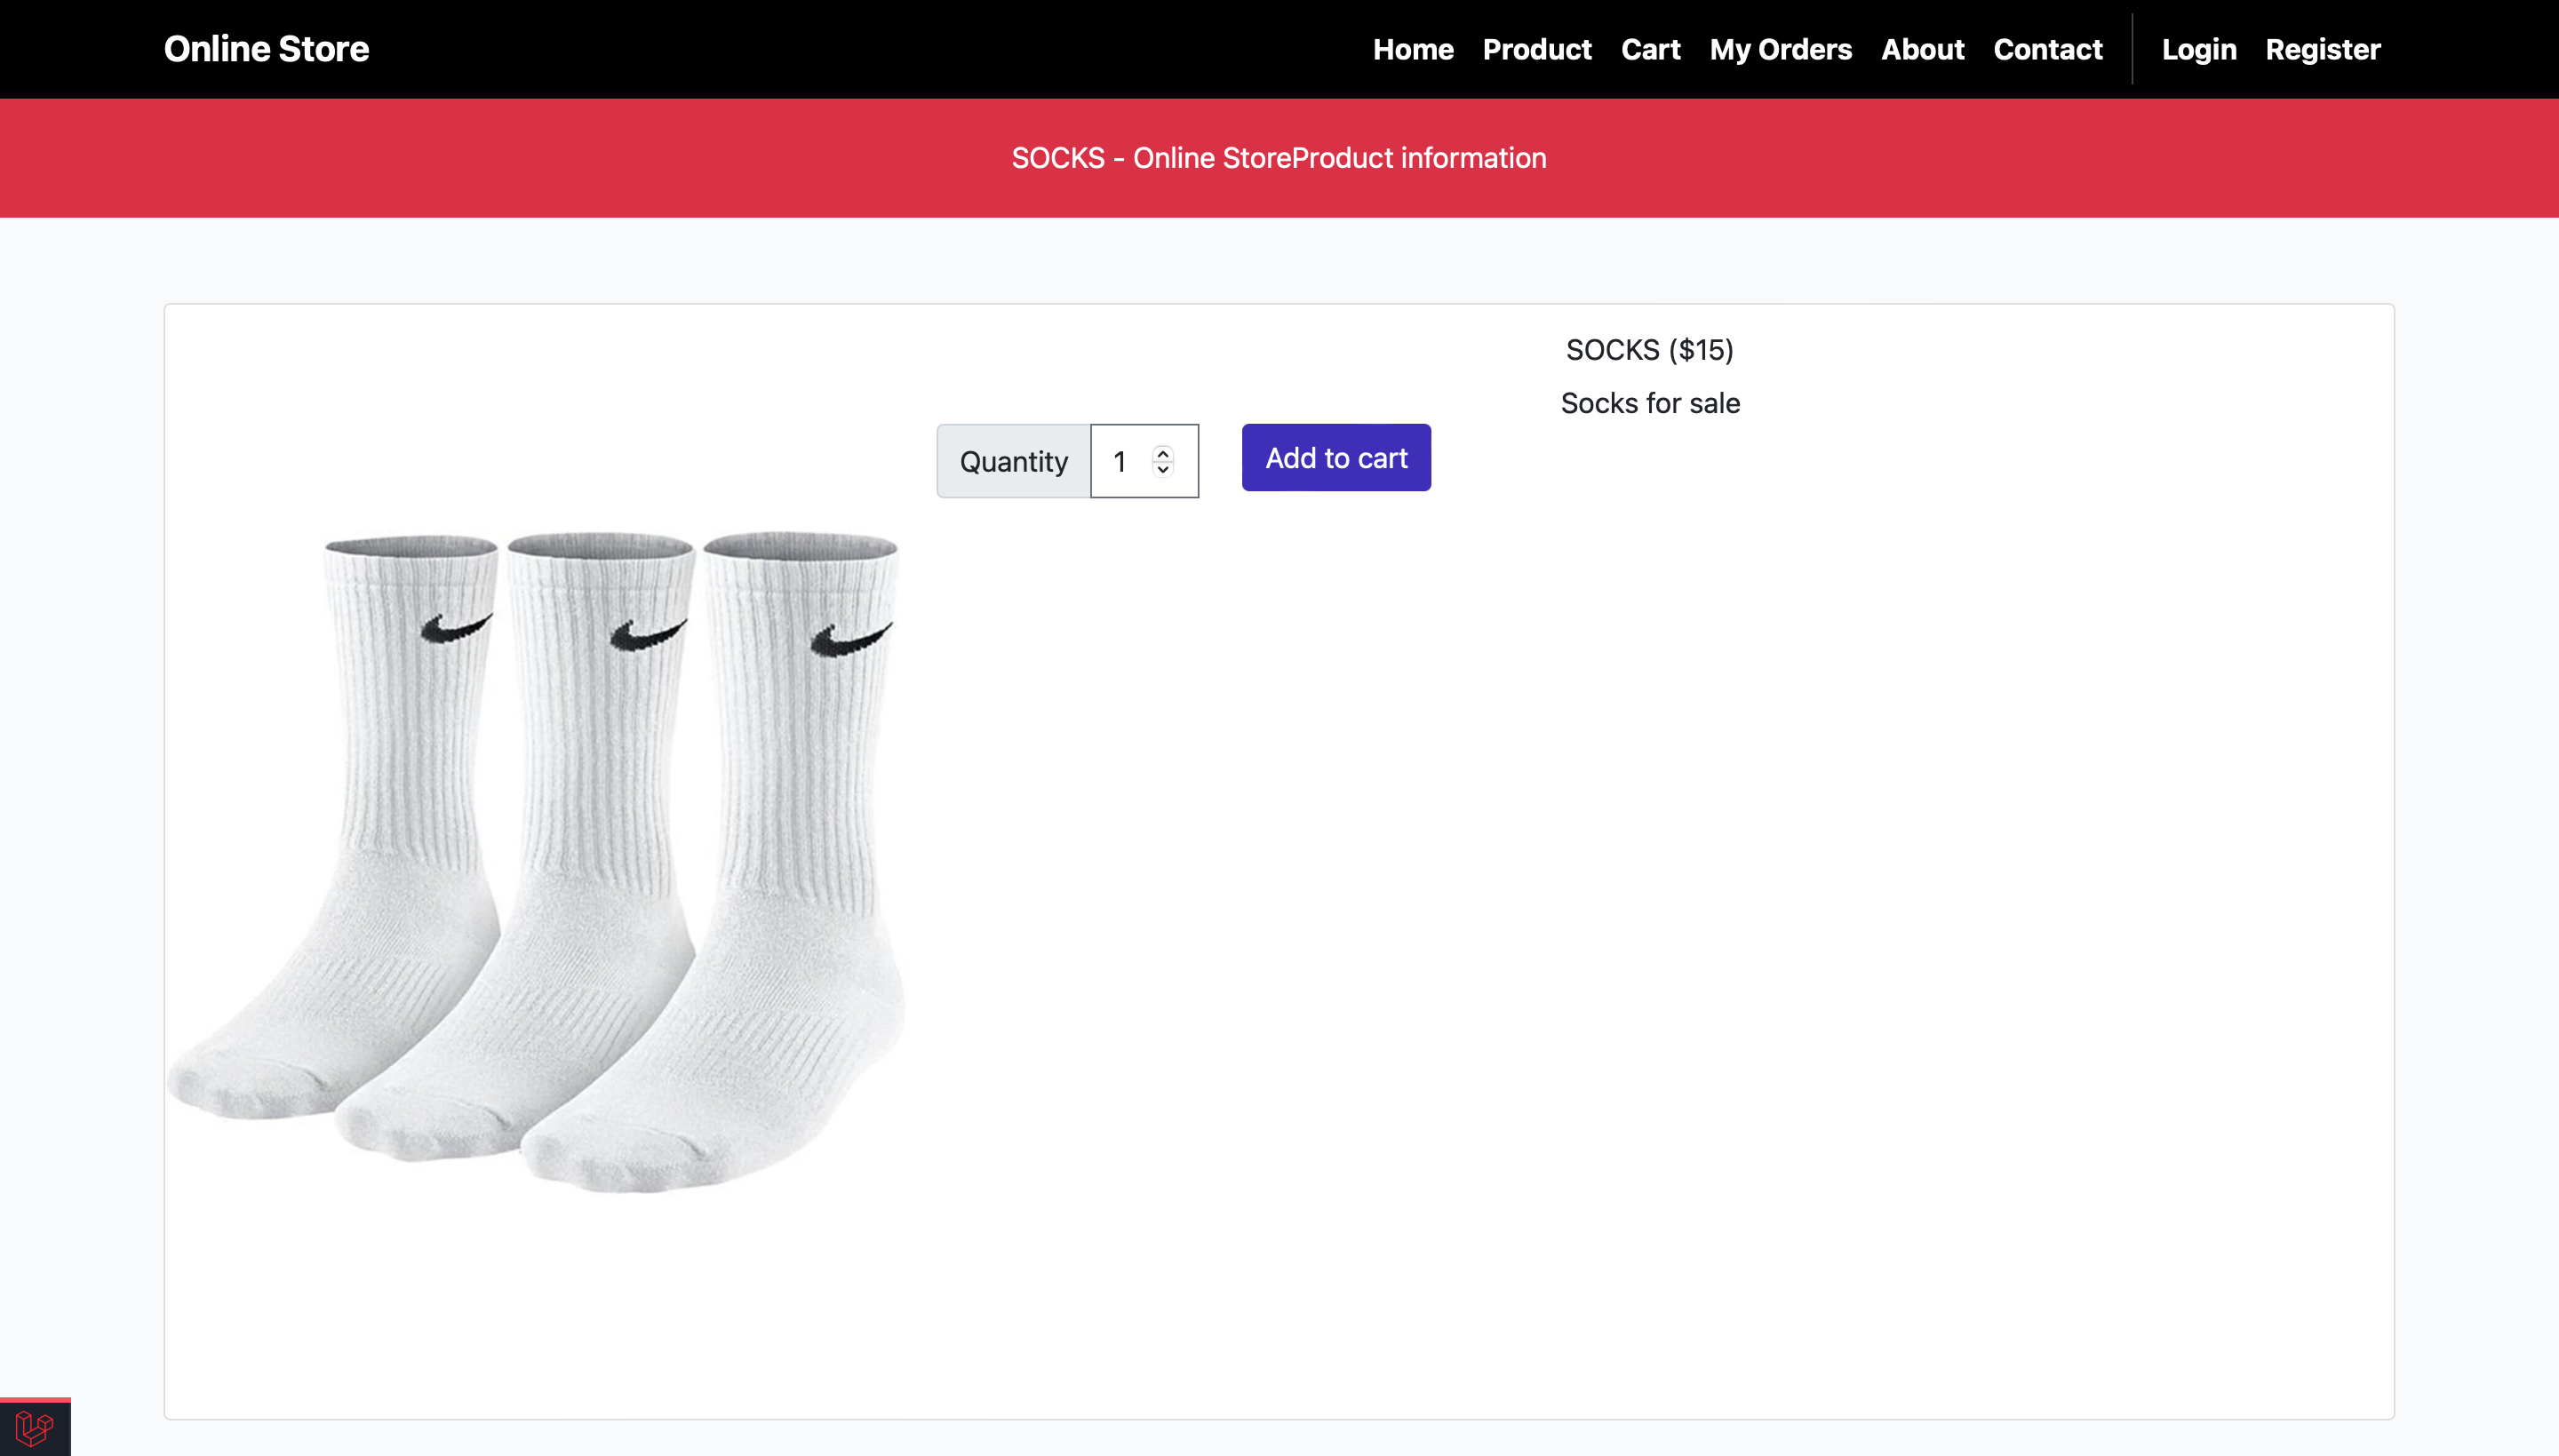 Online Store Home Product Cart My Orders About Contact Login Register
SOCKS - Online StoreProduct information
SOCKS ($15)
Socks for sale
Quantity 1 Add to cart